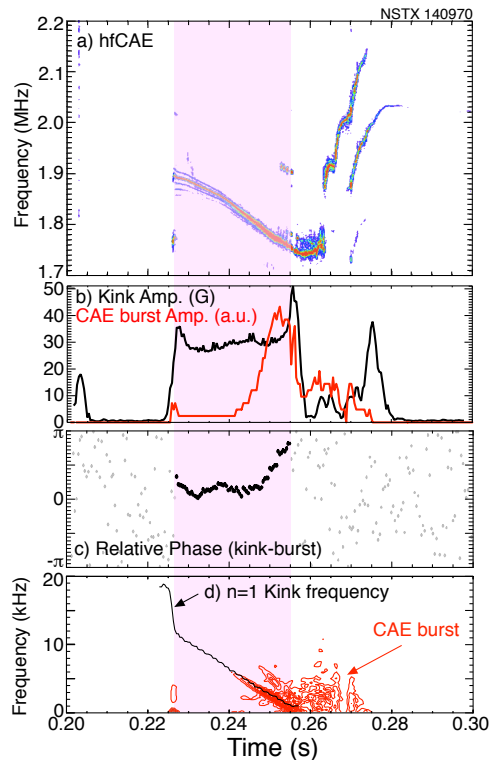 NSTX 140970
a) hfCAE
2.2
2.1
2.0
1.9
1.8
1.7
Frequency (MHz)
b) Kink Amp. (G)
CAE burst Amp. (a.u.)
50
40
30
20
10
0
π
0
-π
c) Relative Phase (kink-burst)
20
10
0
Frequency (kHz)
d) n=1 Kink frequency
CAE burst
0.20 0.22 0.24 0.26 0.28 0.30
Time (s)